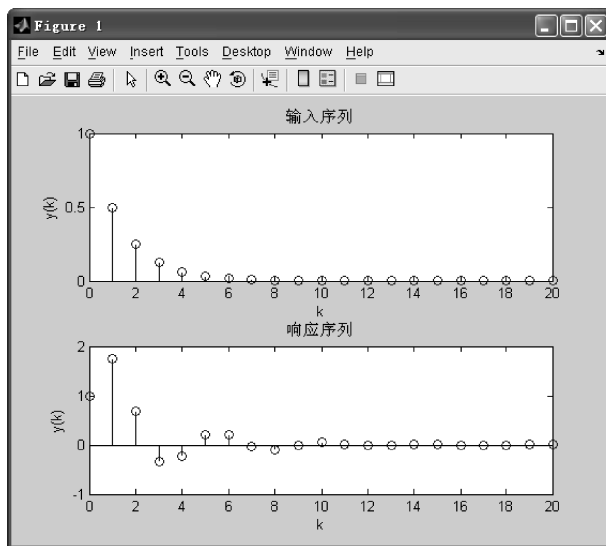 Figure 1
File Edit View Insert Tools Desktop Window Help
输入序列
1
0.5
0
y(k)
0 2 4 6 8 10 12 14 16 18 20
k
响应序列
2
1
0
-1
y(k)
0 2 4 6 8 10 12 14 16 18 20
k